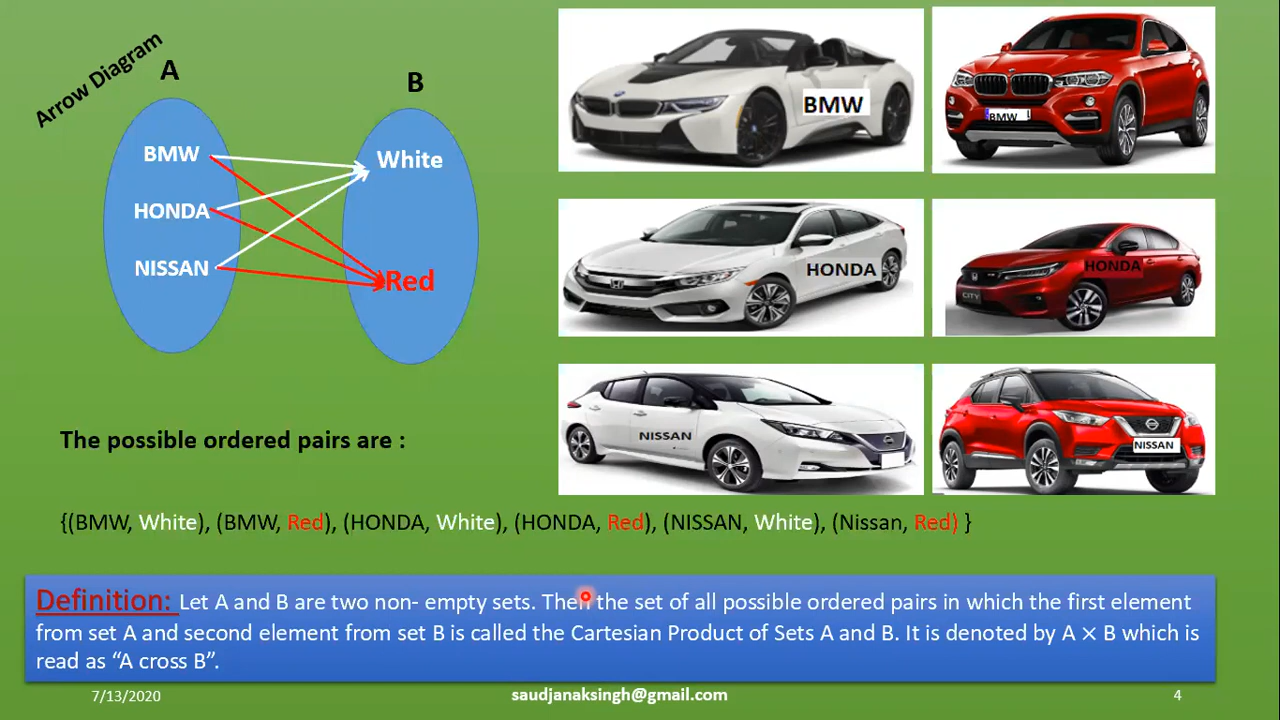 Arrow Diagram
A
B
BMW
HONDA
NISSAN
White
Red
BMW
BMW
HONDA
CITY
HONDA
NISSAN
NISSAN
The possible ordered pairs are :
{(BMW, White), (BMW, Red), (HONDA, White), (HONDA, Red), (NISSAN, White), (Nissan, Red) }
Definition: Let A and B are two non- empty sets. Then the set of all possible ordered pairs in which the first element
from set A and second element from set B is called the Cartesian Product of Sets A and B. It is denoted by A × B which is
read as “A cross B”.
7/13/2020
saudjanaksingh@gmail.com
4